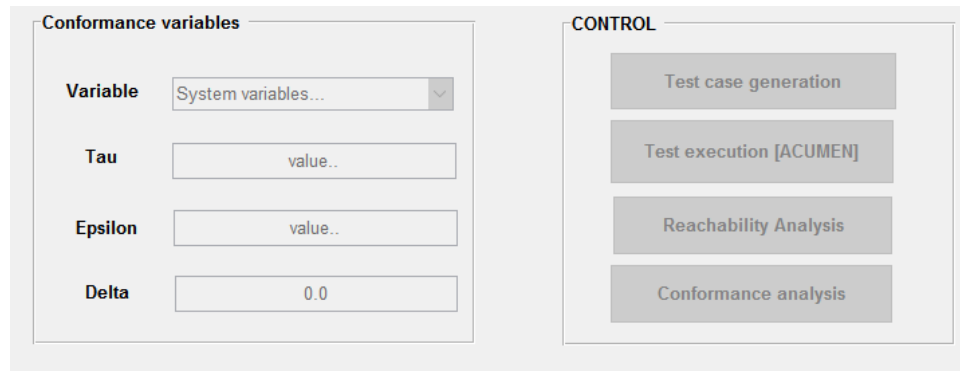 Conformance variables
Variable
System variables...
Tau
value..
Epsilon
value..
Delta
0.0
CONTROL
Test case generation
Test execution [ACUMEN]
Reachability Analysis
Conformance analysis